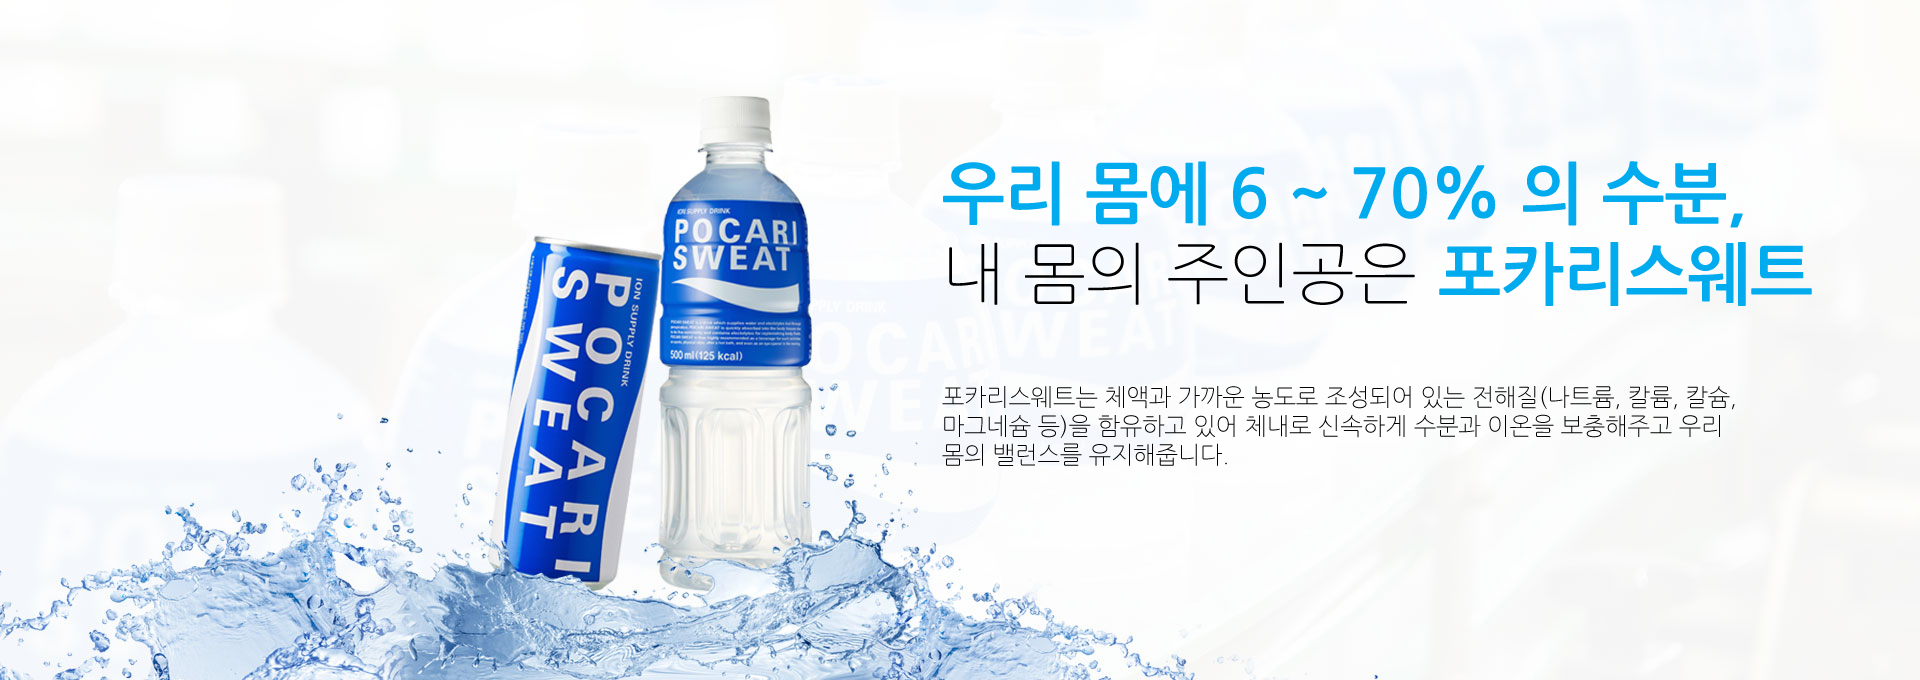 우리 몸에 6 ~ 70% 의 수분,
내 몸의 주인공은 포카리스웨트
포카리스웨트는 체액과 가까운 농도로 조성되어 있는 전해질(나트륨, 칼륨, 칼슘,
마그네슘 등)을 함유하고 있어 체내로 신속하게 수분과 이온을 보충해주고 우리
몸의 밸런스를 유지해줍니다.
ION SUPPLY DRINK
POCARI
SWEAT
500 ml (125 kcal)
ION SUPPLY DRINK
POCARI
SWEAT